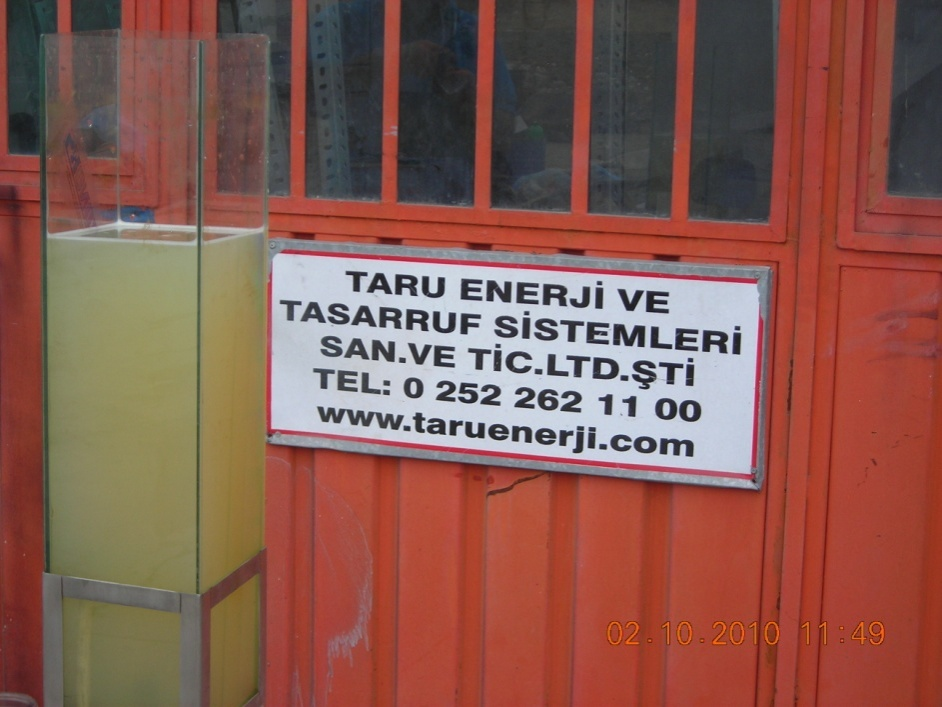 TARU ENERJİ VE
TASARRUF SİSTEMLERİ
SAN.VE TİC.LTD.ŞTİ
TEL: 0 252 262 11 00
www.taruenerji.com
02.10.2010 11:49